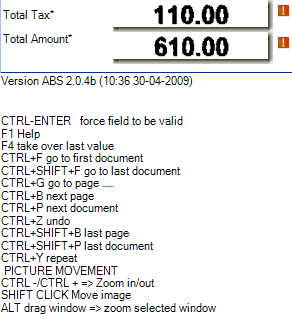 Total Tax* 110.00 !
Total Amount* 610.00 !
Version ABS 2.0.4b (10:36 30-04-2009)
CTRL-ENTER force field to be valid
F1 Help
F4 take over last value
CTRL+F go to first document
CTRL+SHIFT+F go to last document
CTRL+G go to page ......
CTRL+B next page
CTRL+P next document
CTRL+Z undo
CTRL+SHIFT+B last page
CTRL+SHIFT+P last document
CTRL+Y repeat
PICTURE MOVEMENT
CTRL -/CTRL + => Zoom in/out
SHIFT CLICK Move image
ALT drag window => zoom selected window